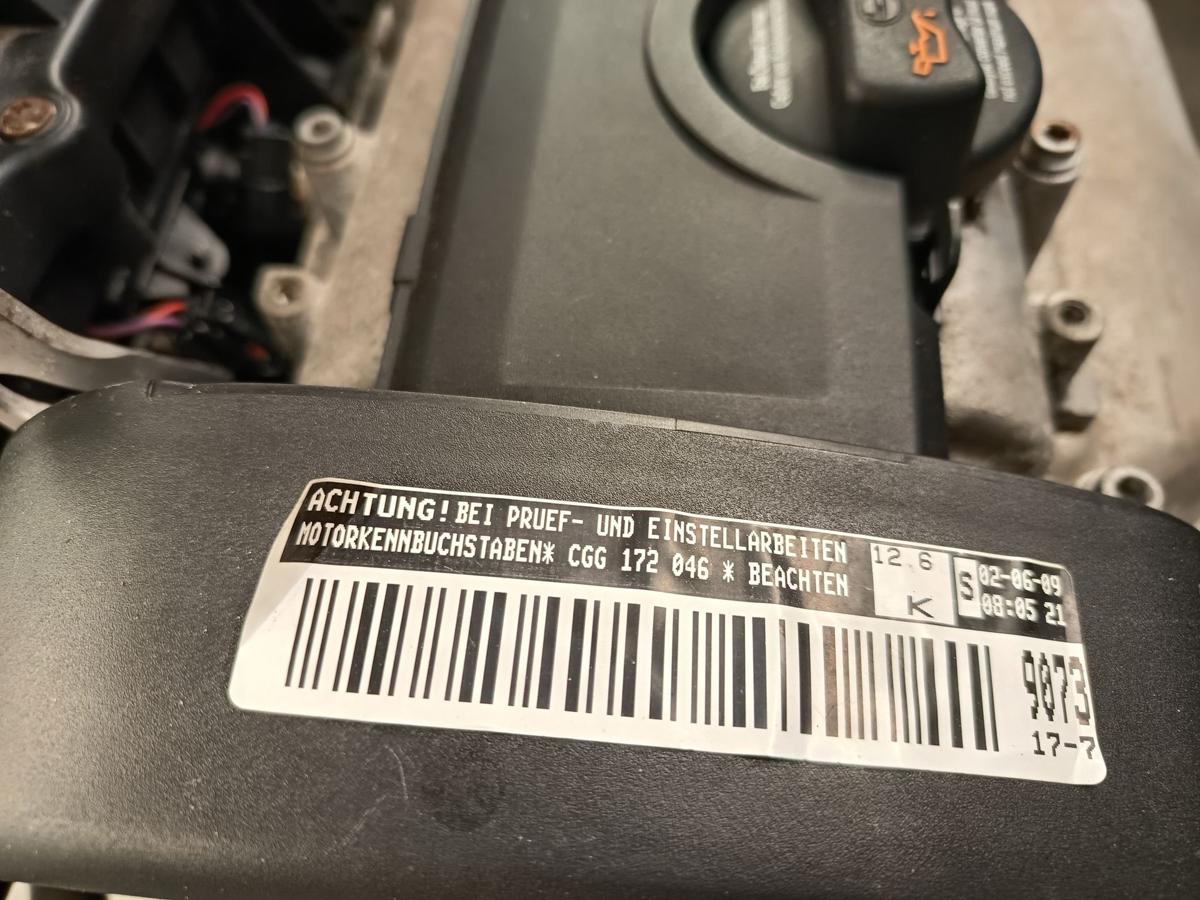 ACHTUNG! BEI PRUEF- UND EINSTELLARBEITEN
MOTORKENNBUCHSTABEN* CGG 172 046 * BEACHTEN
12 6
K
S
02-06-09
08:05 21
9073
17-7